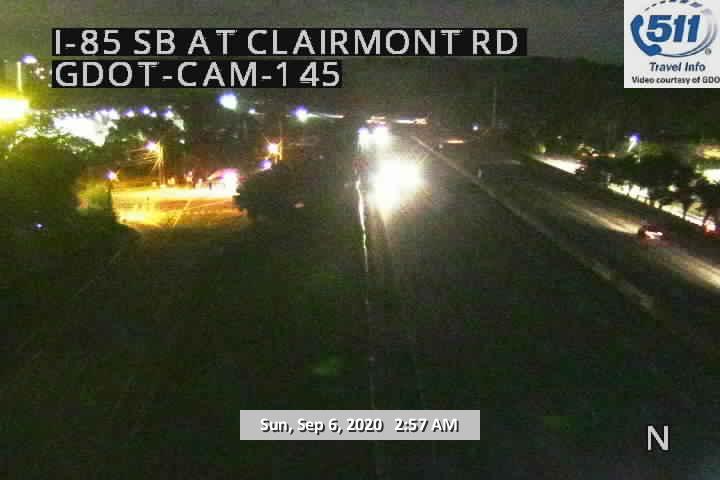 I-85 SB AT CLAIRMONT RD
GDOT-CAM-145
511
Travel Info
Video courtesy of GDO
Sun, Sep 6, 2020 2:57 AM
N